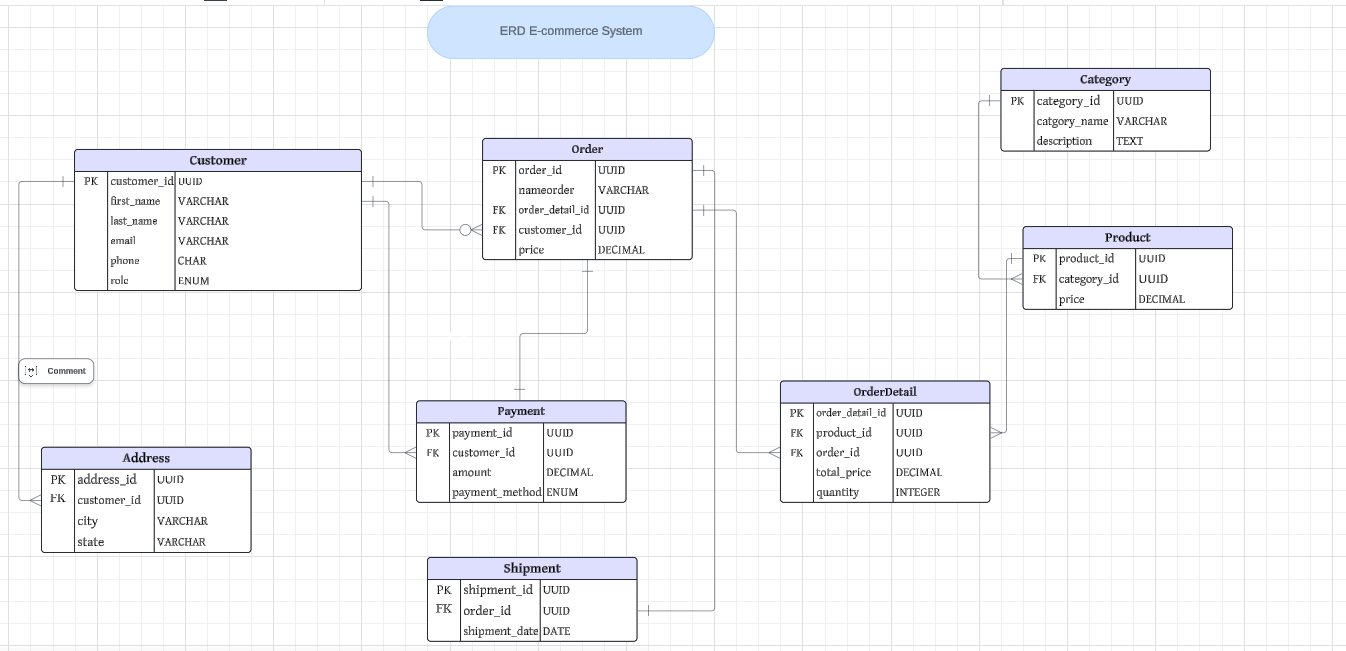 ERD E-commerce System
Category
PK category_id UUID
catgory_name VARCHAR
description TEXT
Customer
PK customer_id UUID
first_name VARCHAR
last_name VARCHAR
email VARCHAR
phone CHAR
role ENUM
Order
PK order_id UUID
nameorder VARCHAR
FK order_detail_id UUID
FK customer_id UUID
price DECIMAL
Product
PK product_id UUID
FK category_id UUID
price DECIMAL
Comment
Payment
PK payment_id UUID
FK customer_id UUID
amount DECIMAL
payment_method ENUM
OrderDetail
PK order_detail_id UUID
FK product_id UUID
FK order_id UUID
total_price DECIMAL
quantity INTEGER
Address
PK address_id UUID
FK customer_id UUID
city VARCHAR
state VARCHAR
Shipment
PK shipment_id UUID
FK order_id UUID
shipment_date DATE